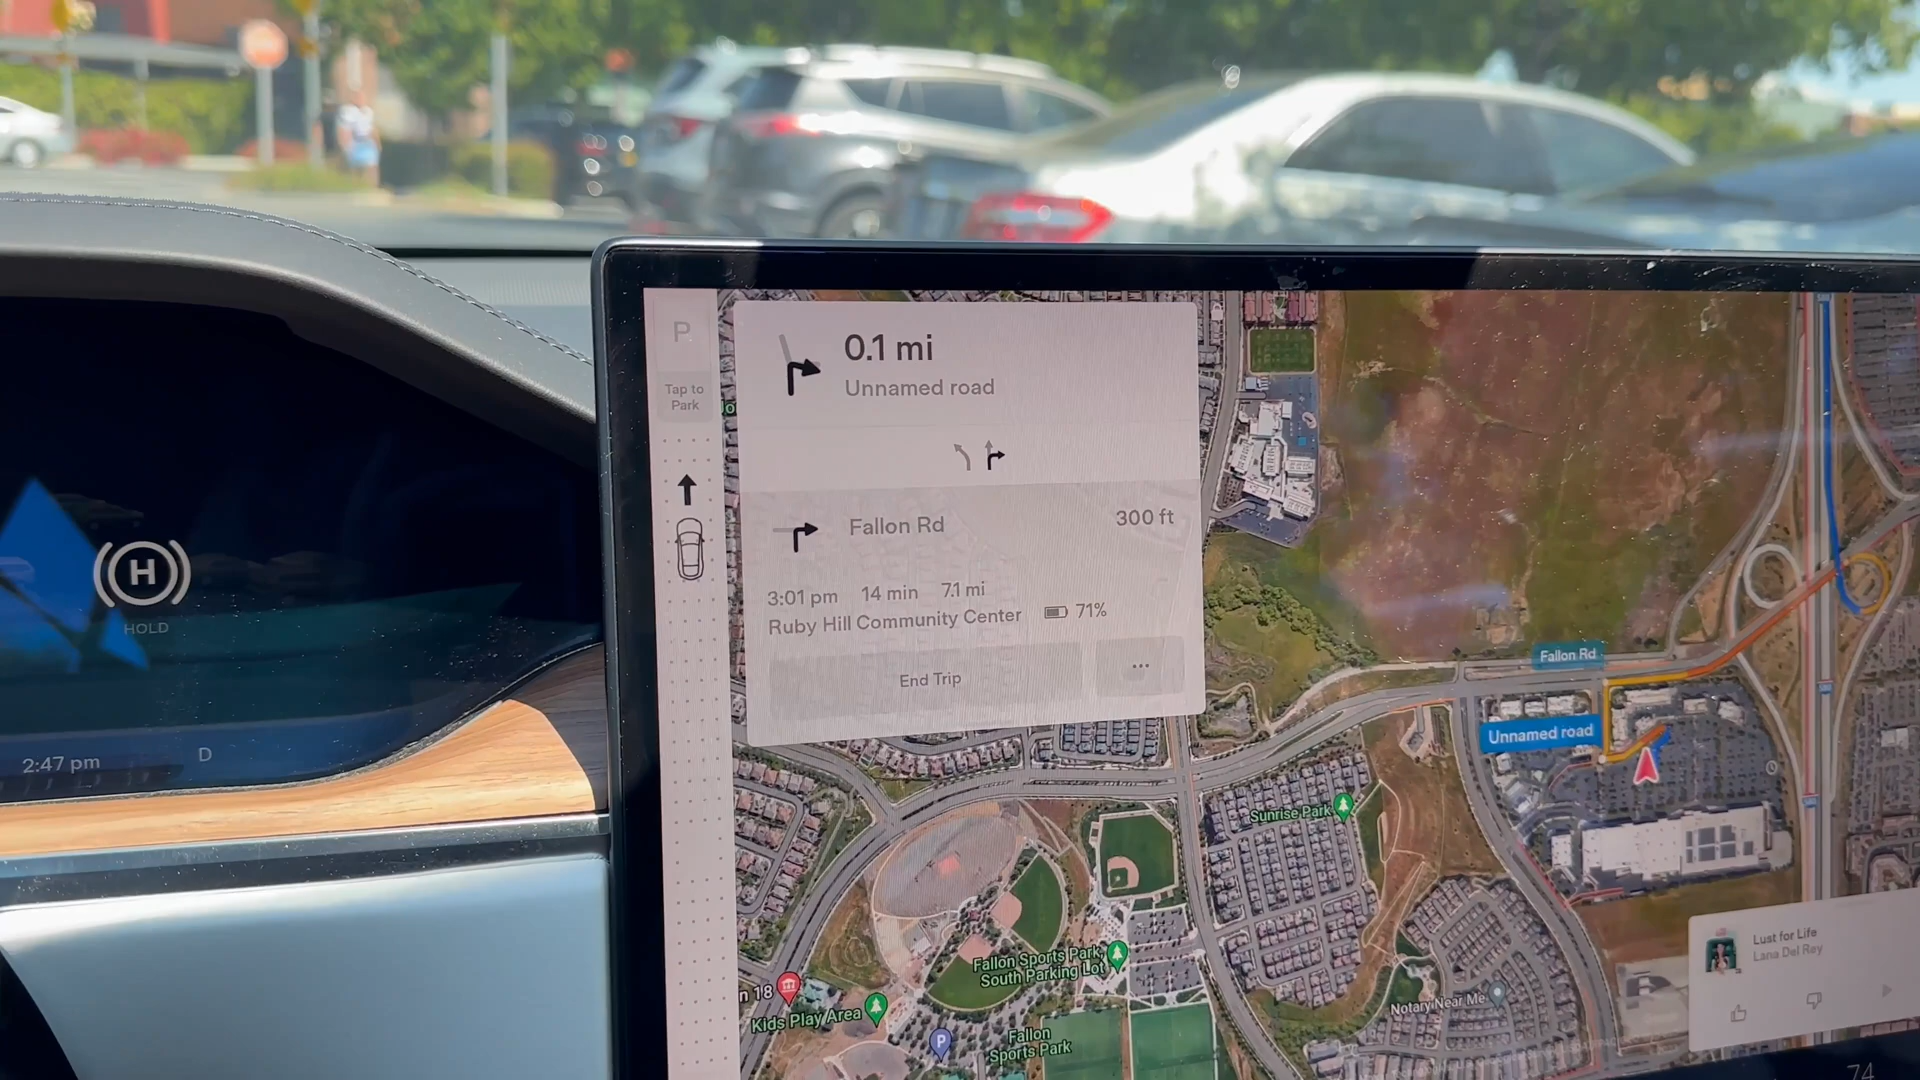 P
Tap to
Park
0.1 mi
Unnamed road
Fallon Rd
300 ft
3:01 pm 14 min 7.1 mi
Ruby Hill Community Center 71%
End Trip
...
H
HOLD
2:47 pm
D
Fallon Rd
Unnamed road
Sunrise Park
Fallon Sports Park,
South Parking Lot
n 18
Kids Play Area
P
Fallon
Sports Park
Notary Near Me
Lust for Life
Lana Del Rey
74